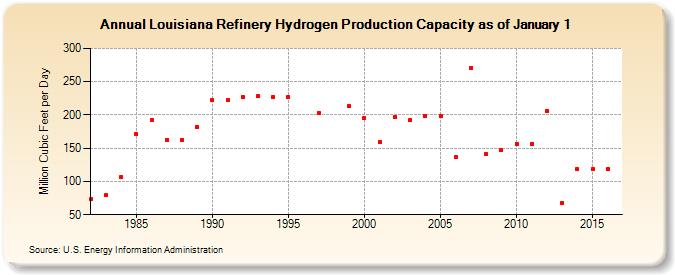 Annual Louisiana Refinery Hydrogen Production Capacity as of January 1
Million Cubic Feet per Day
300
250
200
150
100
50
1985 1990 1995 2000 2005 2010 2015
Source: U.S. Energy Information Administration